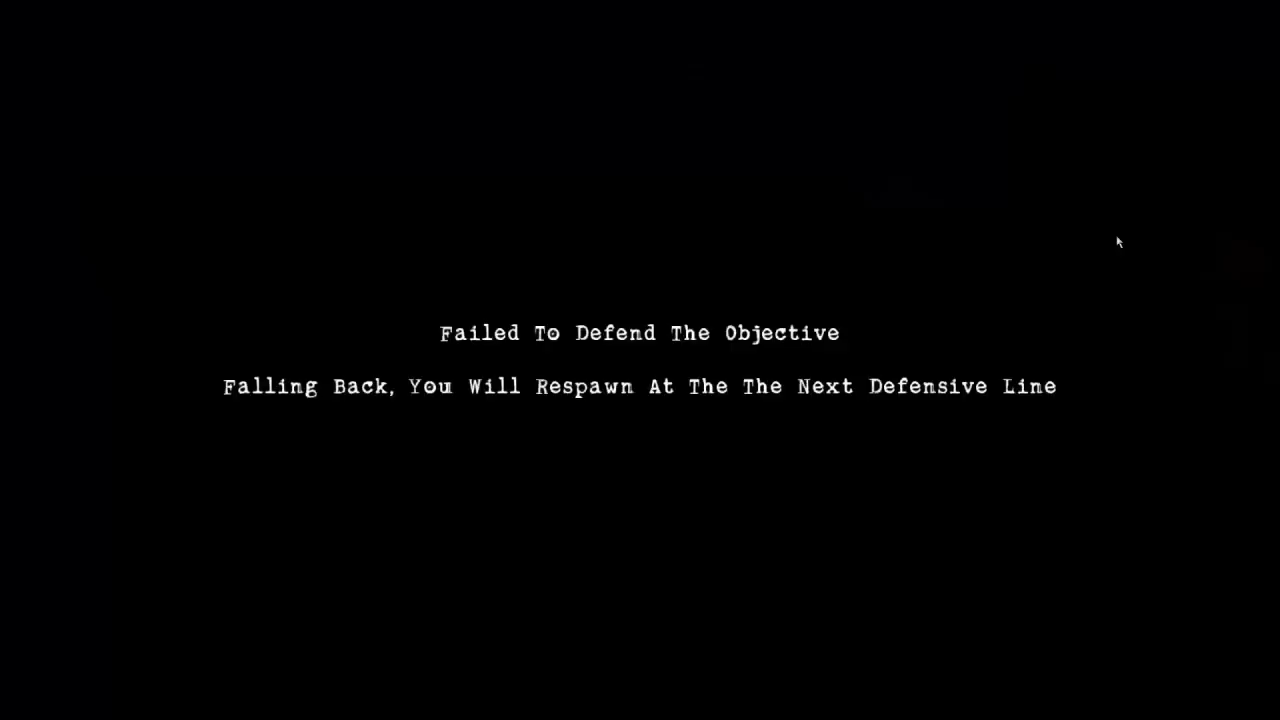 Failed To Defend The Objective
Falling Back, You Will Respawn At The The Next Defensive Line